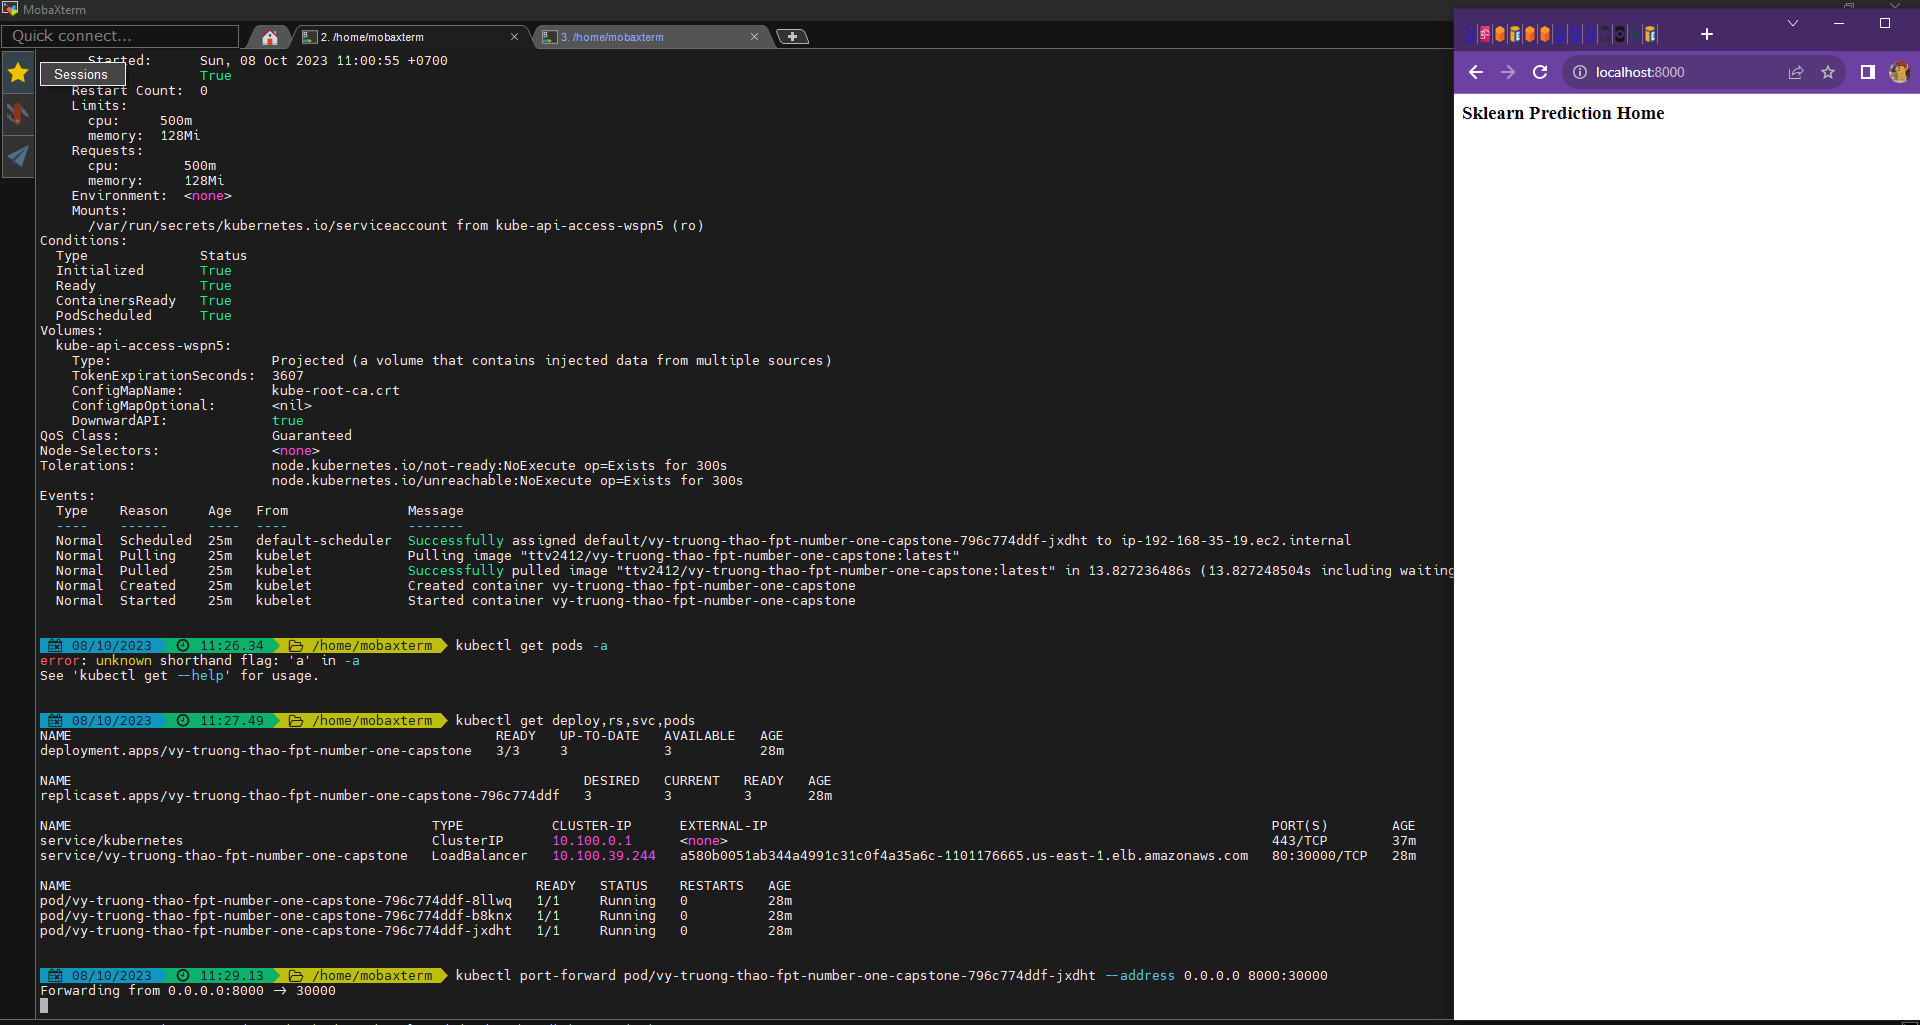 MobaXterm
Quick connect...
2. /home/mobaxterm
3. /home/mobaxterm
Sessions
Started: Sun, 08 Oct 2023 11:00:55 +0700
True
Restart Count: 0
Limits:
cpu: 500m
memory: 128Mi
Requests:
cpu: 500m
memory: 128Mi
Environment: <none>
Mounts:
/var/run/secrets/kubernetes.io/serviceaccount from kube-api-access-wspn5 (ro)
Conditions:
Type Status
Initialized True
Ready True
ContainersReady True
PodScheduled True
Volumes:
kube-api-access-wspn5:
Type: Projected (a volume that contains injected data from multiple sources)
TokenExpirationSeconds: 3607
ConfigMapName: kube-root-ca.crt
ConfigMapOptional: <nil>
DownwardAPI: true
QoS Class: Guaranteed
Node-Selectors: <none>
Tolerations: node.kubernetes.io/not-ready:NoExecute op=Exists for 300s
node.kubernetes.io/unreachable:NoExecute op=Exists for 300s
Events:
Type Reason Age From Message
---- ------ ---- ---- -------
Normal Scheduled 25m default-scheduler Successfully assigned default/vy-truong-thao-fpt-number-one-capstone-796c774ddf-jxdht to ip-192-168-35-19.ec2.internal
Normal Pulling 25m kubelet Pulling image "ttv2412/vy-truong-thao-fpt-number-one-capstone:latest"
Normal Pulled 25m kubelet Successfully pulled image "ttv2412/vy-truong-thao-fpt-number-one-capstone:latest" in 13.827236486s (13.827248504s including waiting
Normal Created 25m kubelet Created container vy-truong-thao-fpt-number-one-capstone
Normal Started 25m kubelet Started container vy-truong-thao-fpt-number-one-capstone
08/10/2023 11:26.34 /home/mobaxterm kubectl get pods -a
error: unknown shorthand flag: 'a' in -a
See 'kubectl get --help' for usage.
08/10/2023 11:27.49 /home/mobaxterm kubectl get deploy,rs,svc,pods
NAME READY UP-TO-DATE AVAILABLE AGE
deployment.apps/vy-truong-thao-fpt-number-one-capstone 3/3 3 3 28m
NAME DESIRED CURRENT READY AGE
replicaset.apps/vy-truong-thao-fpt-number-one-capstone-796c774ddf 3 3 3 28m
NAME TYPE CLUSTER-IP EXTERNAL-IP PORT(S) AGE
service/kubernetes ClusterIP 10.100.0.1 <none> 443/TCP 37m
service/vy-truong-thao-fpt-number-one-capstone LoadBalancer 10.100.39.244 a580b0051ab344a4991c31c0f4a35a6c-1101176665.us-east-1.elb.amazonaws.com 80:30000/TCP 28m
NAME READY STATUS RESTARTS AGE
pod/vy-truong-thao-fpt-number-one-capstone-796c774ddf-8llwq 1/1 Running 0 28m
pod/vy-truong-thao-fpt-number-one-capstone-796c774ddf-b8knx 1/1 Running 0 28m
pod/vy-truong-thao-fpt-number-one-capstone-796c774ddf-jxdht 1/1 Running 0 28m
08/10/2023 11:29.13 /home/mobaxterm kubectl port-forward pod/vy-truong-thao-fpt-number-one-capstone-796c774ddf-jxdht --address 0.0.0.0 8000:30000
Forwarding from 0.0.0.0:8000 -> 30000
localhost:8000
Sklearn Prediction Home